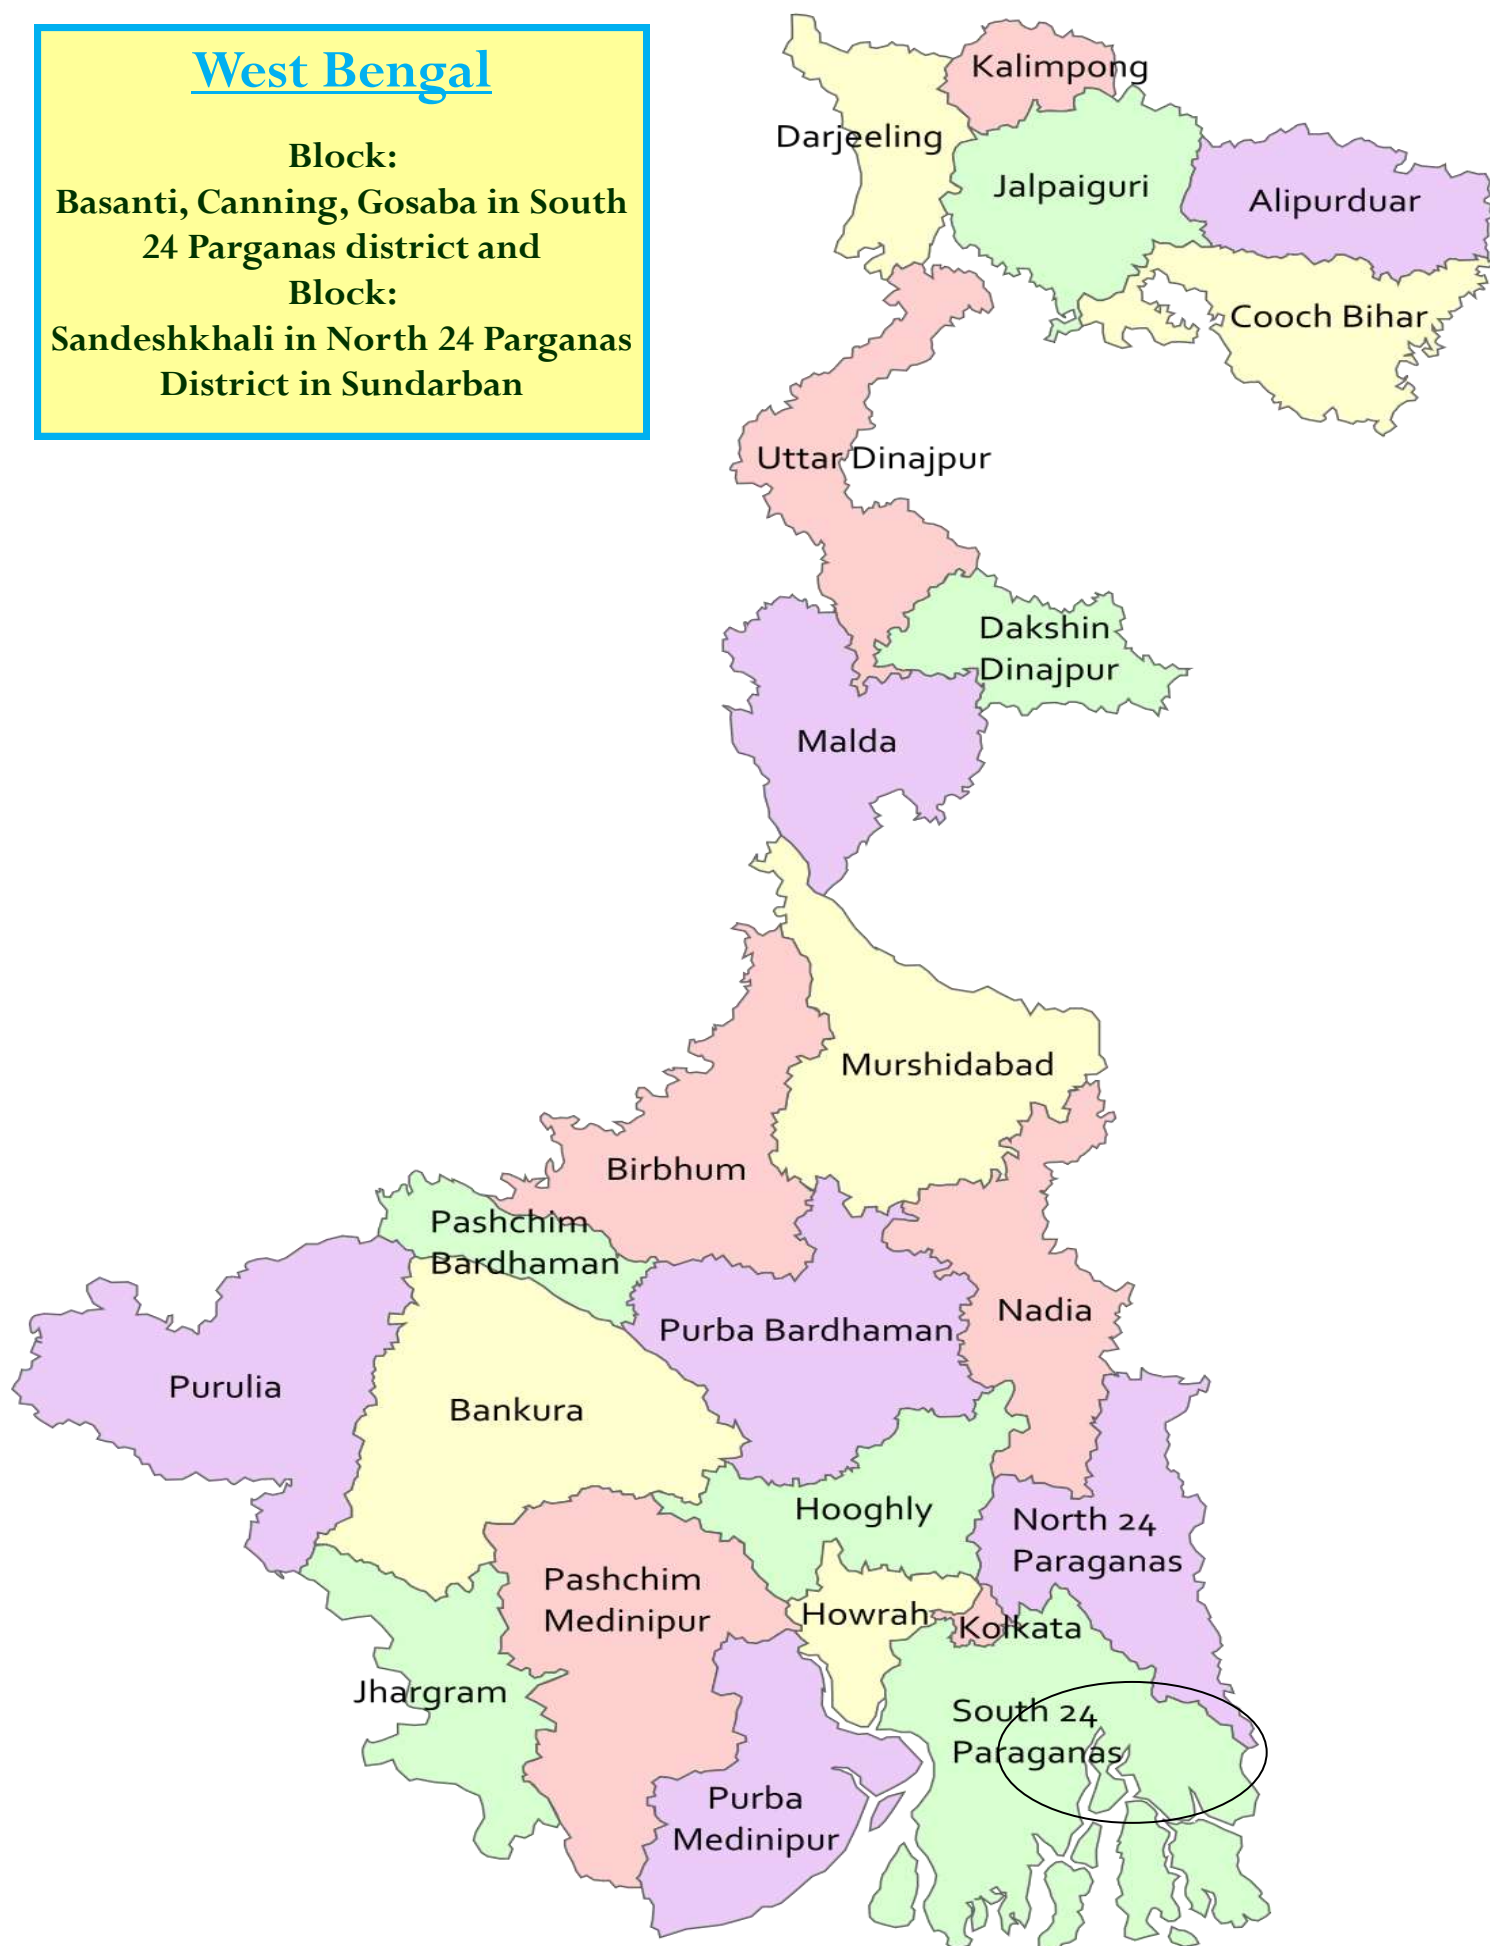 West Bengal
Block:
Basanti, Canning, Gosaba in South
24 Parganas district and
Block:
Sandeshkhali in North 24 Parganas
District in Sundarban
Kalimpong
Darjeeling
Jalpaiguri
Alipurduar
Cooch Bihar
Uttar Dinajpur
Dakshin
Dinajpur
Malda
Murshidabad
Birbhum
Pashchim
Bardhaman
Nadia
Purba Bardhaman
Purulia
Bankura
Hooghly
North 24
Paraganas
Pashchim
Medinipur
Howrah
Kolkata
Jhargram
South 24
Paraganas
Purba
Medinipur